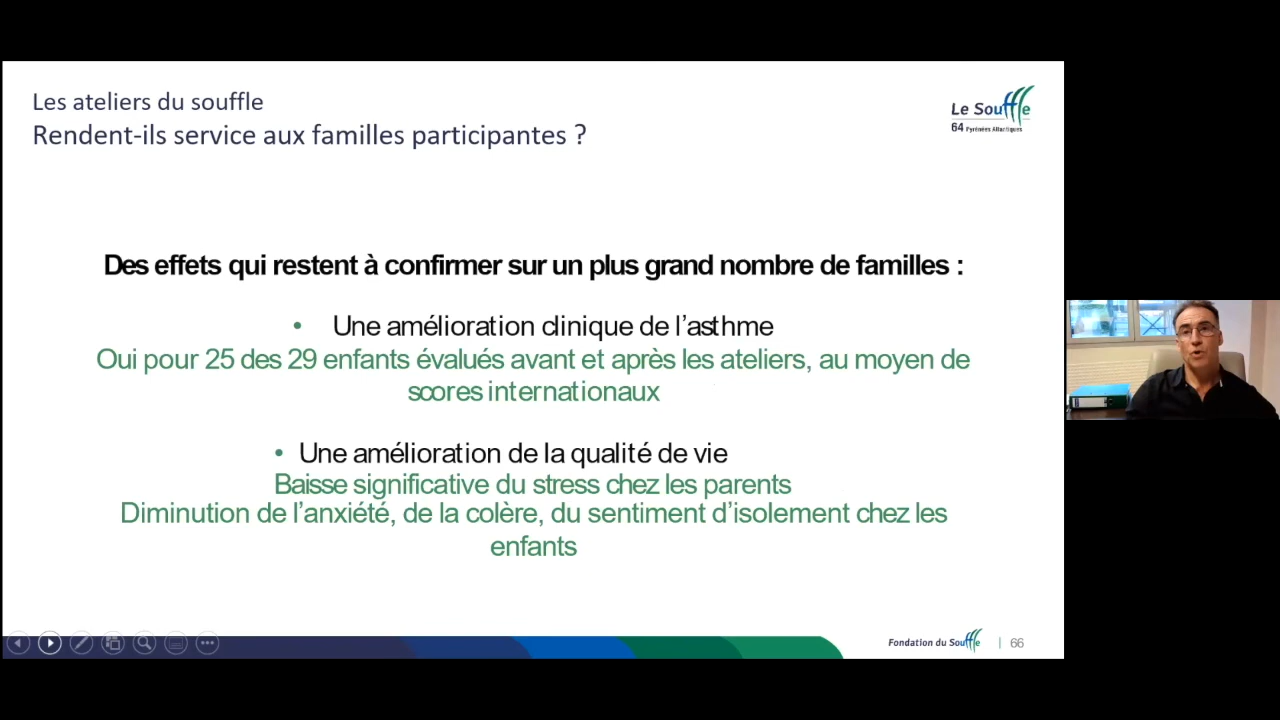 Les ateliers du souffle
Rendent-ils service aux familles participantes ?
Le Souffle
64 Pyrénées Atlantiques
Des effets qui restent à confirmer sur un plus grand nombre de familles :
• Une amélioration clinique de l’asthme
Oui pour 25 des 29 enfants évalués avant et après les ateliers, au moyen de
scores internationaux
• Une amélioration de la qualité de vie
Baisse significative du stress chez les parents
Diminution de l’anxiété, de la colère, du sentiment d’isolement chez les
enfants
Fondation du Souffle | 66